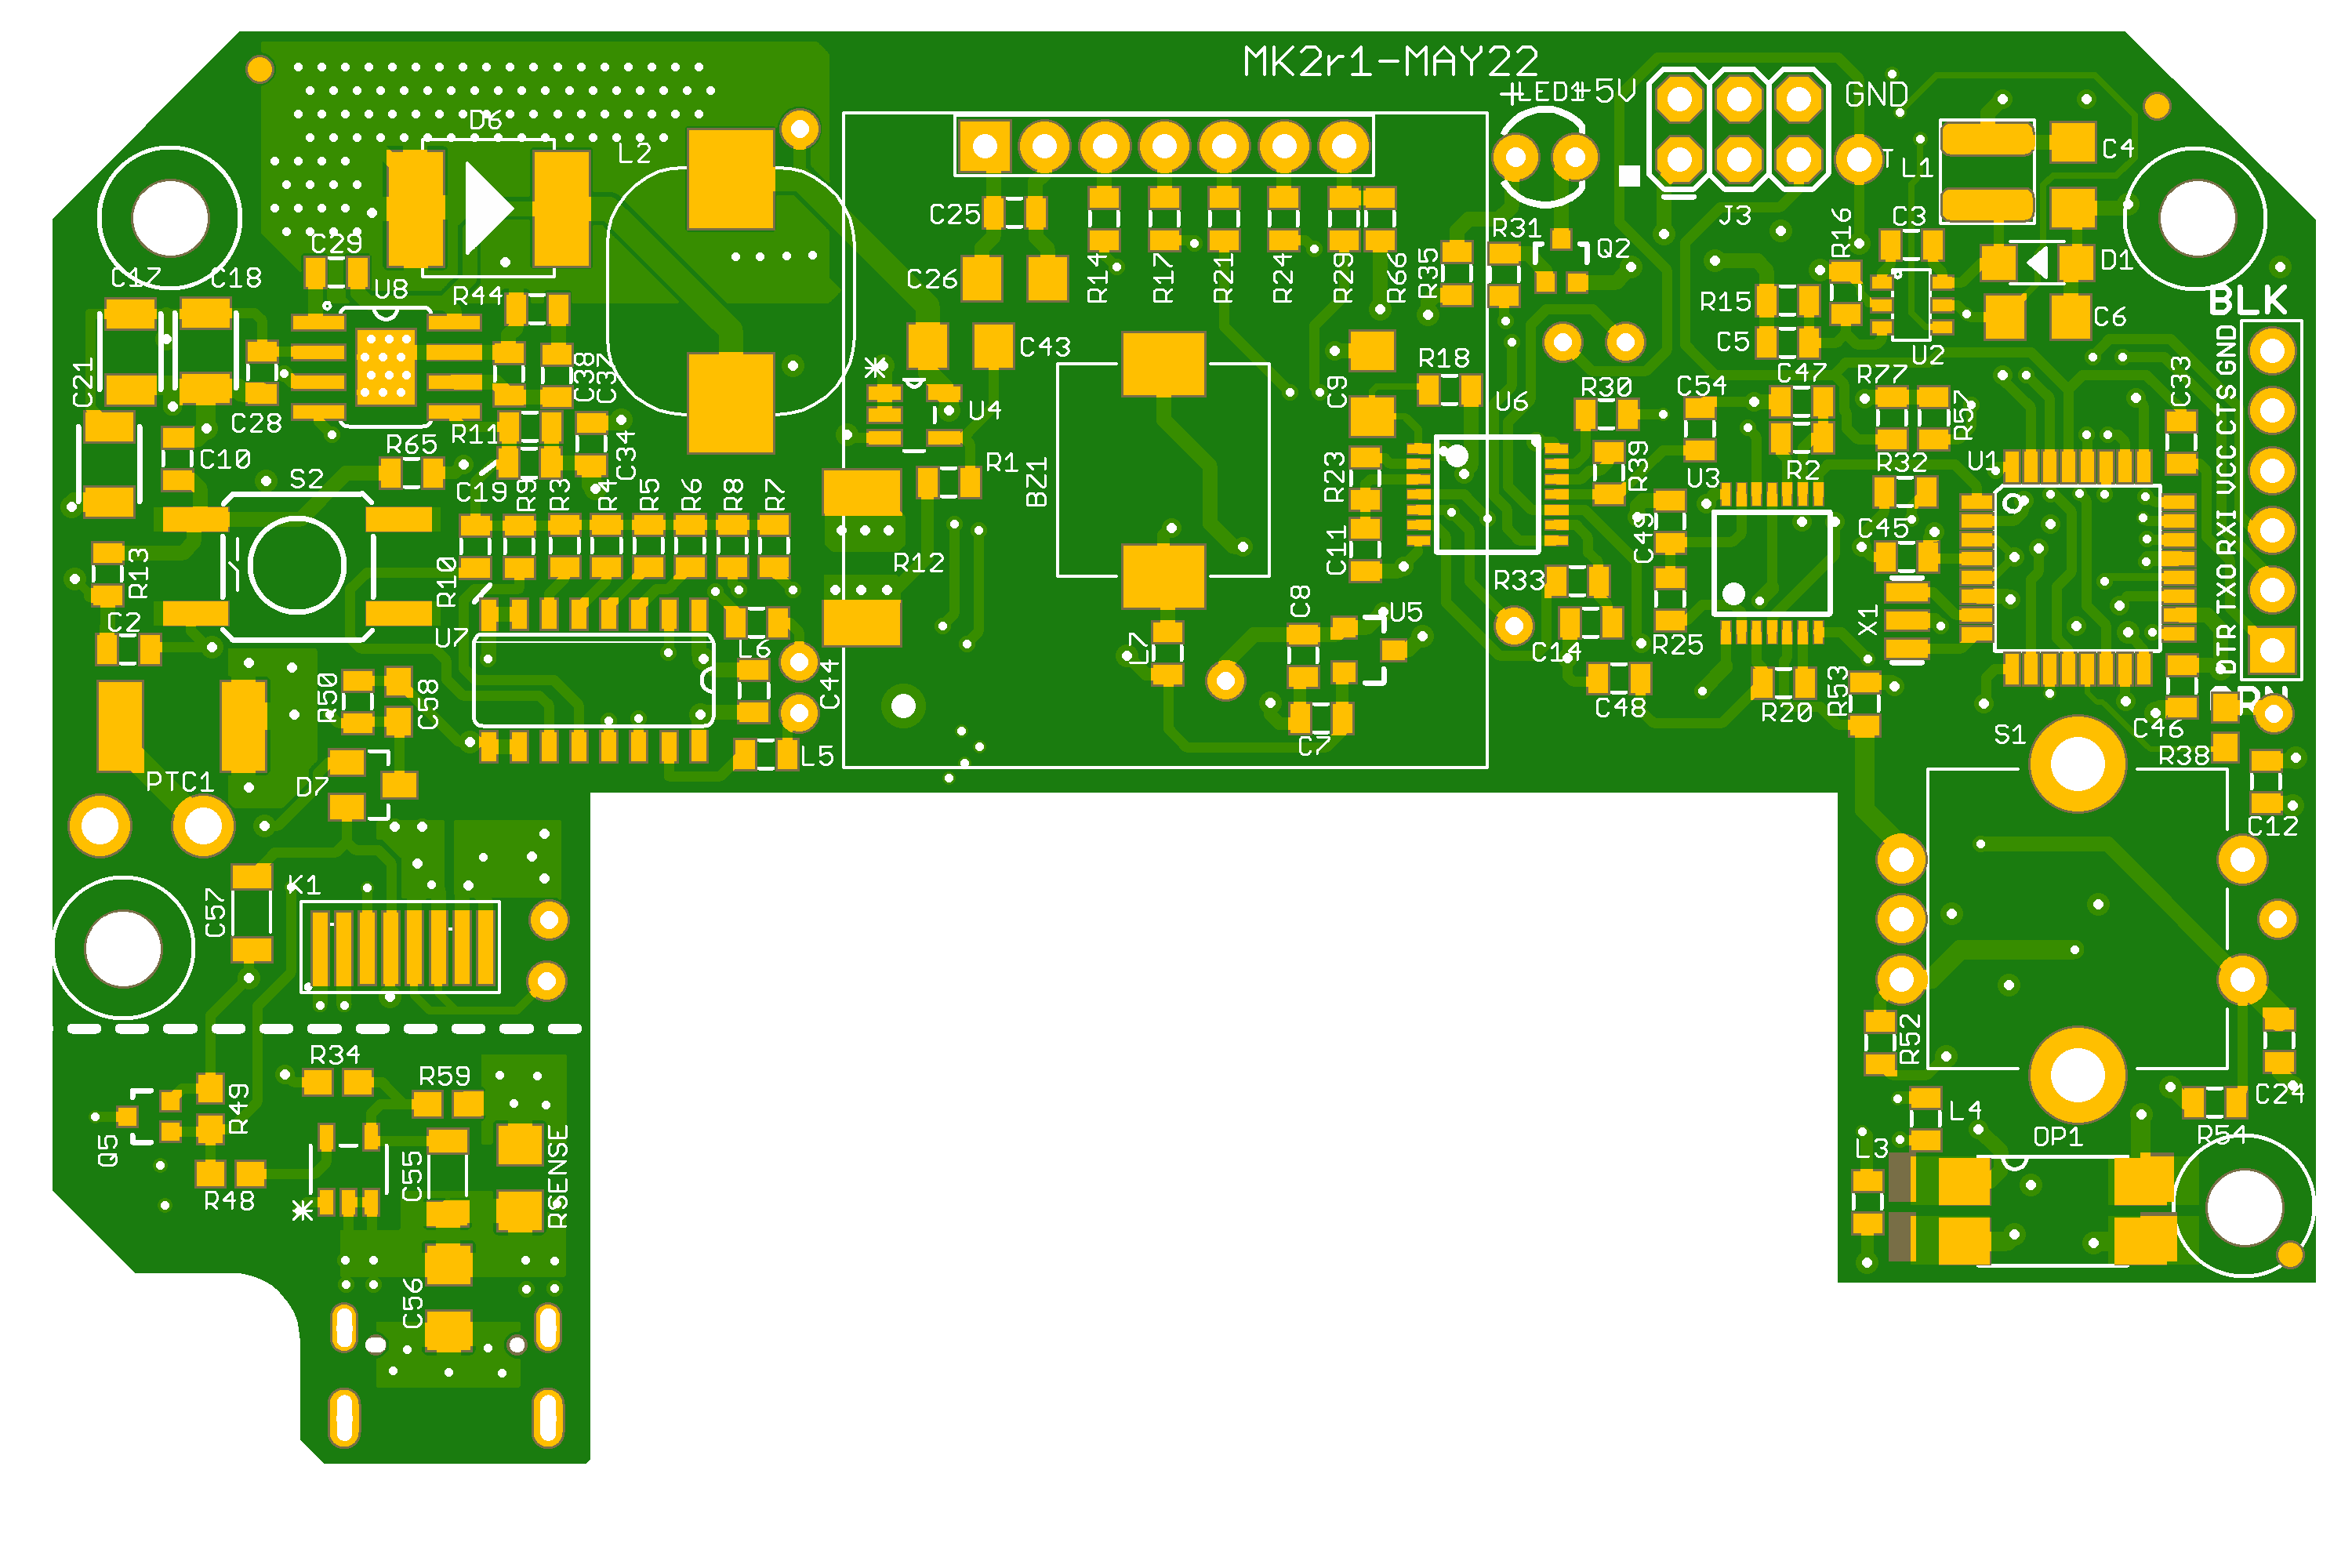 MK2r1-MAY22
+LED1
+5V
GND
D6
L2
T
L1
C4
C25
J3
R16
C3
R31
Q2
C29
C17
C18
U8
R44
C26
R14
R17
R21
R24
R29
R66
R35
R15
D1
BLK
C6
C5
U2
C21
C38
C37
C43
C9
R18
C47
R77
C33
GND
CTS
VCC
RXI
TXO
DTR
GRN
C28
R11
R65
C10
U4
U6
R30
C54
R57
S2
C19
C34
R1
BZ1
R23
R39
U3
R2
R32
U1
R9
R3
R4
R5
R6
R8
R7
R12
C11
C49
C45
R13
R10
R33
C2
U7
C8
U5
X1
L6
L7
C14
R25
R50
C58
C44
C48
R20
R53
C7
C46
S1
R38
L5
PTC1
D7
C12
K1
C57
R34
R59
R52
R49
Q5
L4
C24
L3
OP1
R54
R48
C55
RSENSE
C56